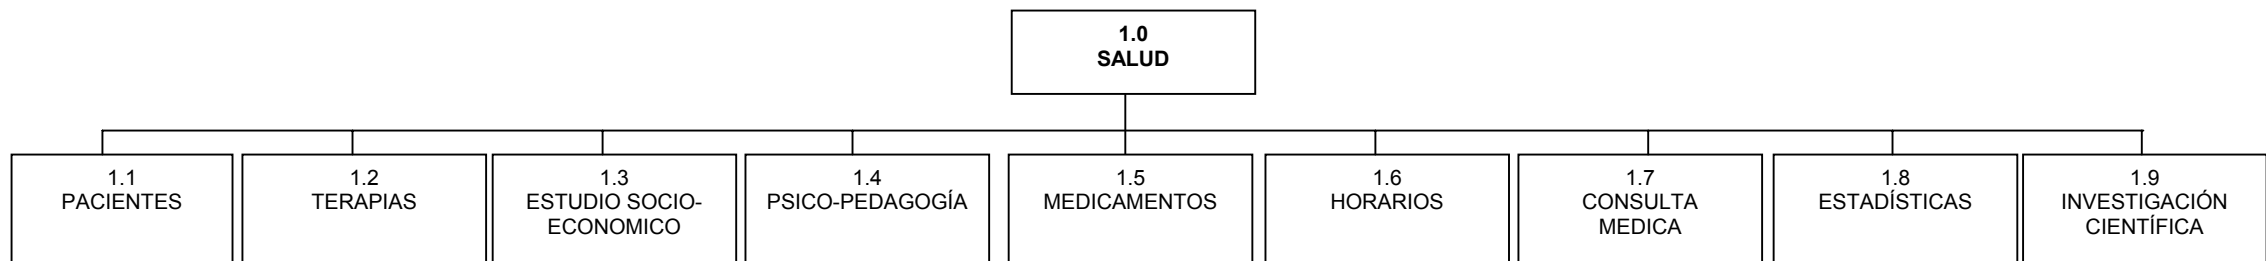 1.0
SALUD
1.1
PACIENTES
1.2
TERAPIAS
1.3
ESTUDIO SOCIO-
ECONOMICO
1.4
PSICO-PEDAGOGÍA
1.5
MEDICAMENTOS
1.6
HORARIOS
1.7
CONSULTA
MEDICA
1.8
ESTADÍSTICAS
1.9
INVESTIGACIÓN
CIENTÍFICA